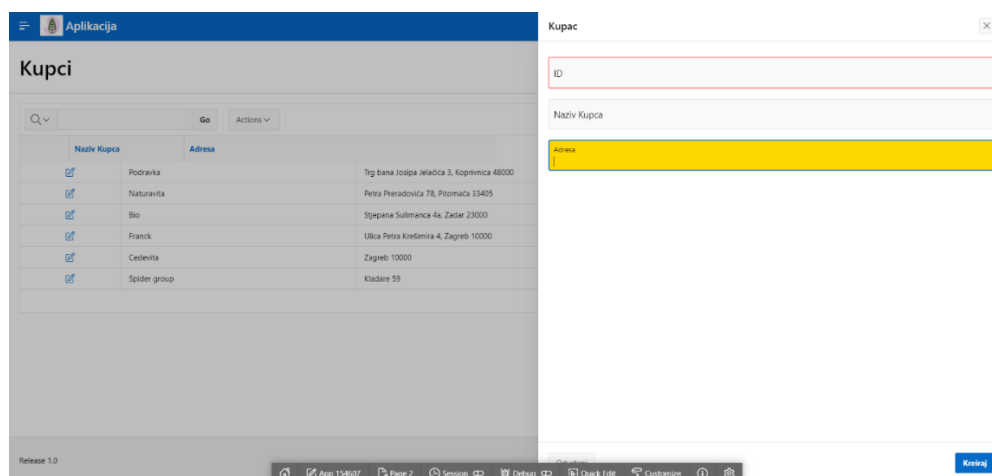 Aplikacija
Kupci
Go Actions
Naziv Kupca Adresa
Podravka Trg bana Josipa Jelačića 3, Koprivnica 48000
Naturavita Petra Preradovića 78, Pitomača 33405
Bio Stjepana Sulimanca 4a, Zadar 23000
Franck Ulica Petra Krešimira 4, Zagreb 10000
Cedevita Zagreb 10000
Spider group Kladare 59
Release 1.0
Kupac
ID
Naziv Kupca
Adresa
Odustani Kreiraj
App 154607 Page 2 Session Debug Quick Edit Customize